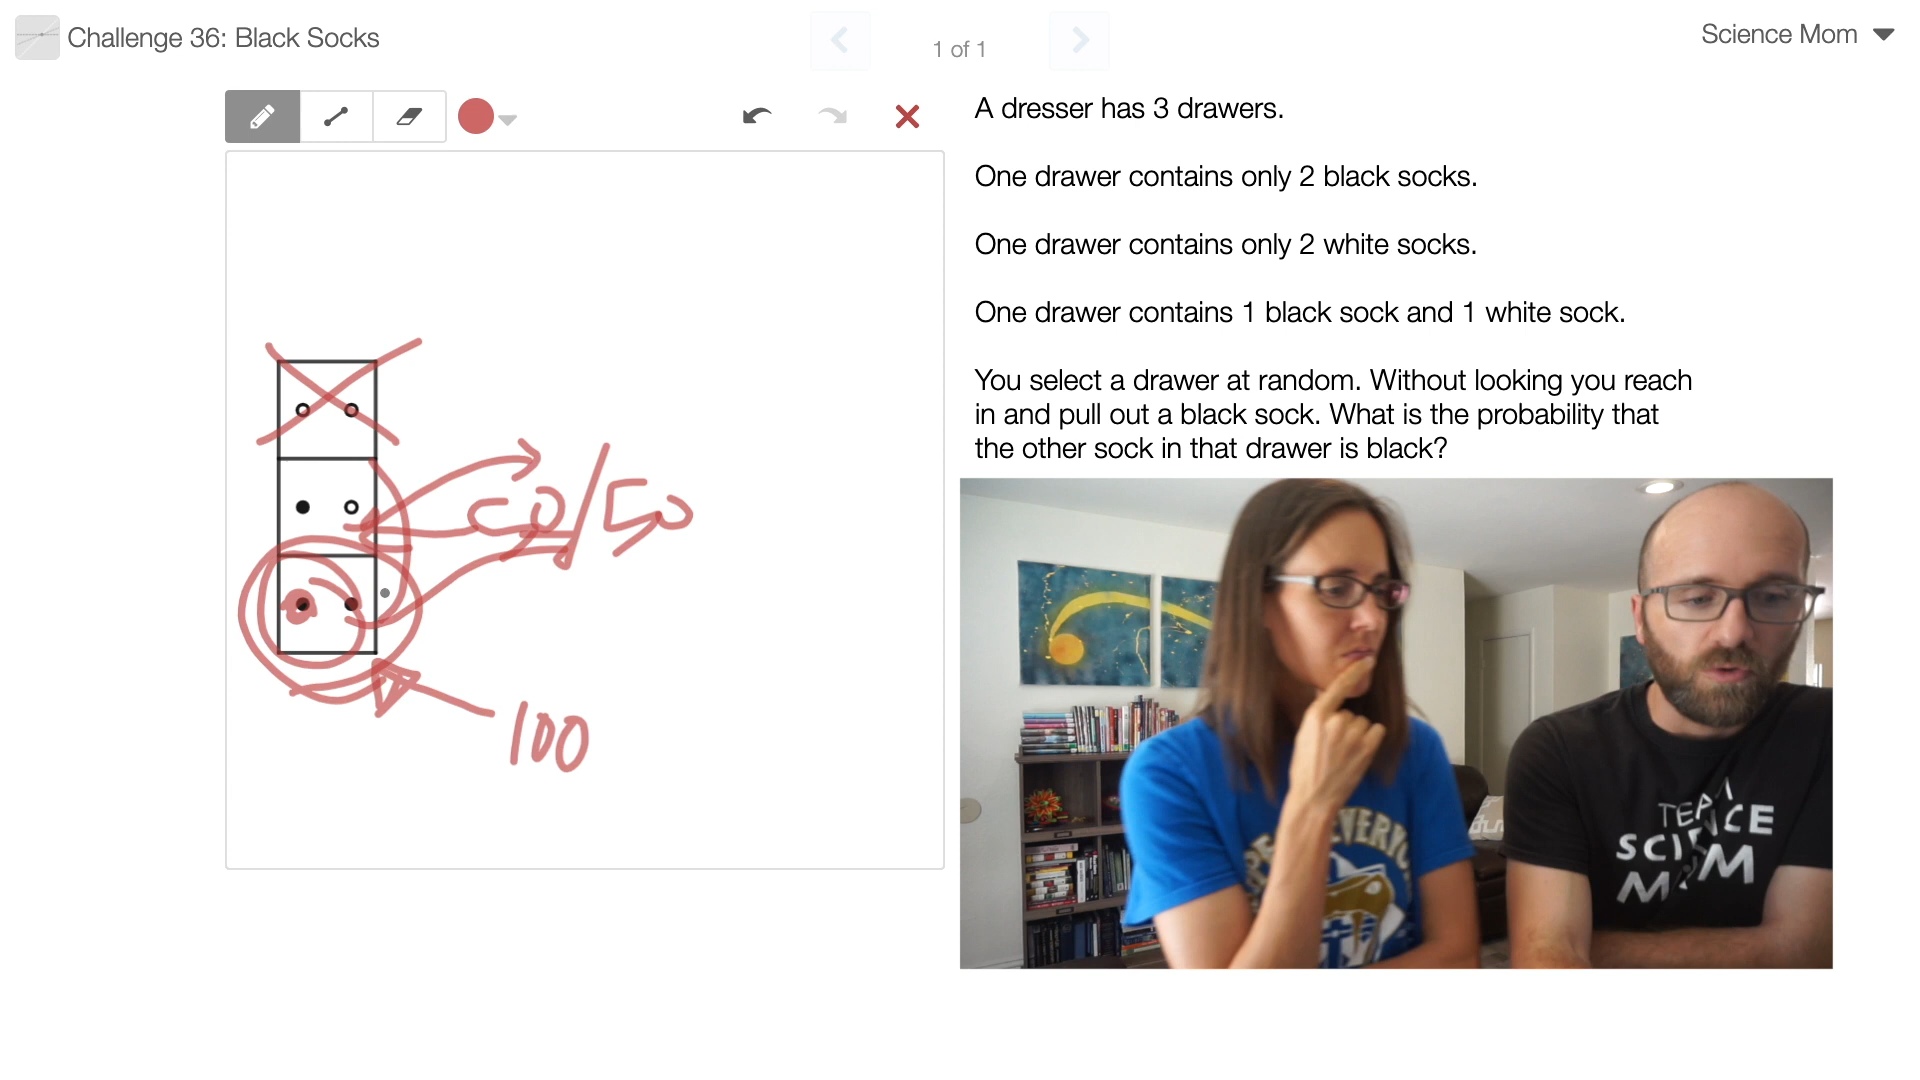 Challenge 36: Black Socks
1 of 1
Science Mom
A dresser has 3 drawers.
One drawer contains only 2 black socks.
One drawer contains only 2 white socks.
One drawer contains 1 black sock and 1 white sock.
You select a drawer at random. Without looking you reach
in and pull out a black sock. What is the probability that
the other sock in that drawer is black?
50/50
100
TEAM
SCIENCE
MOM